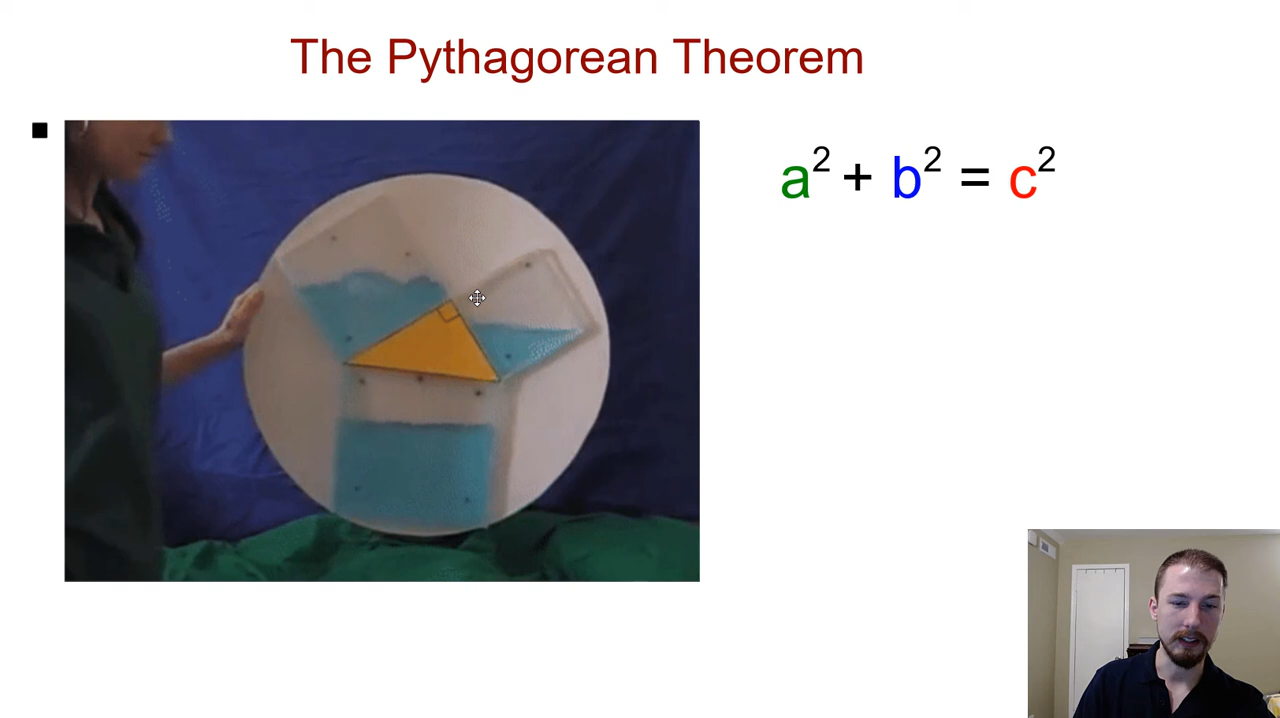 The Pythagorean Theorem
a² + b² = c²